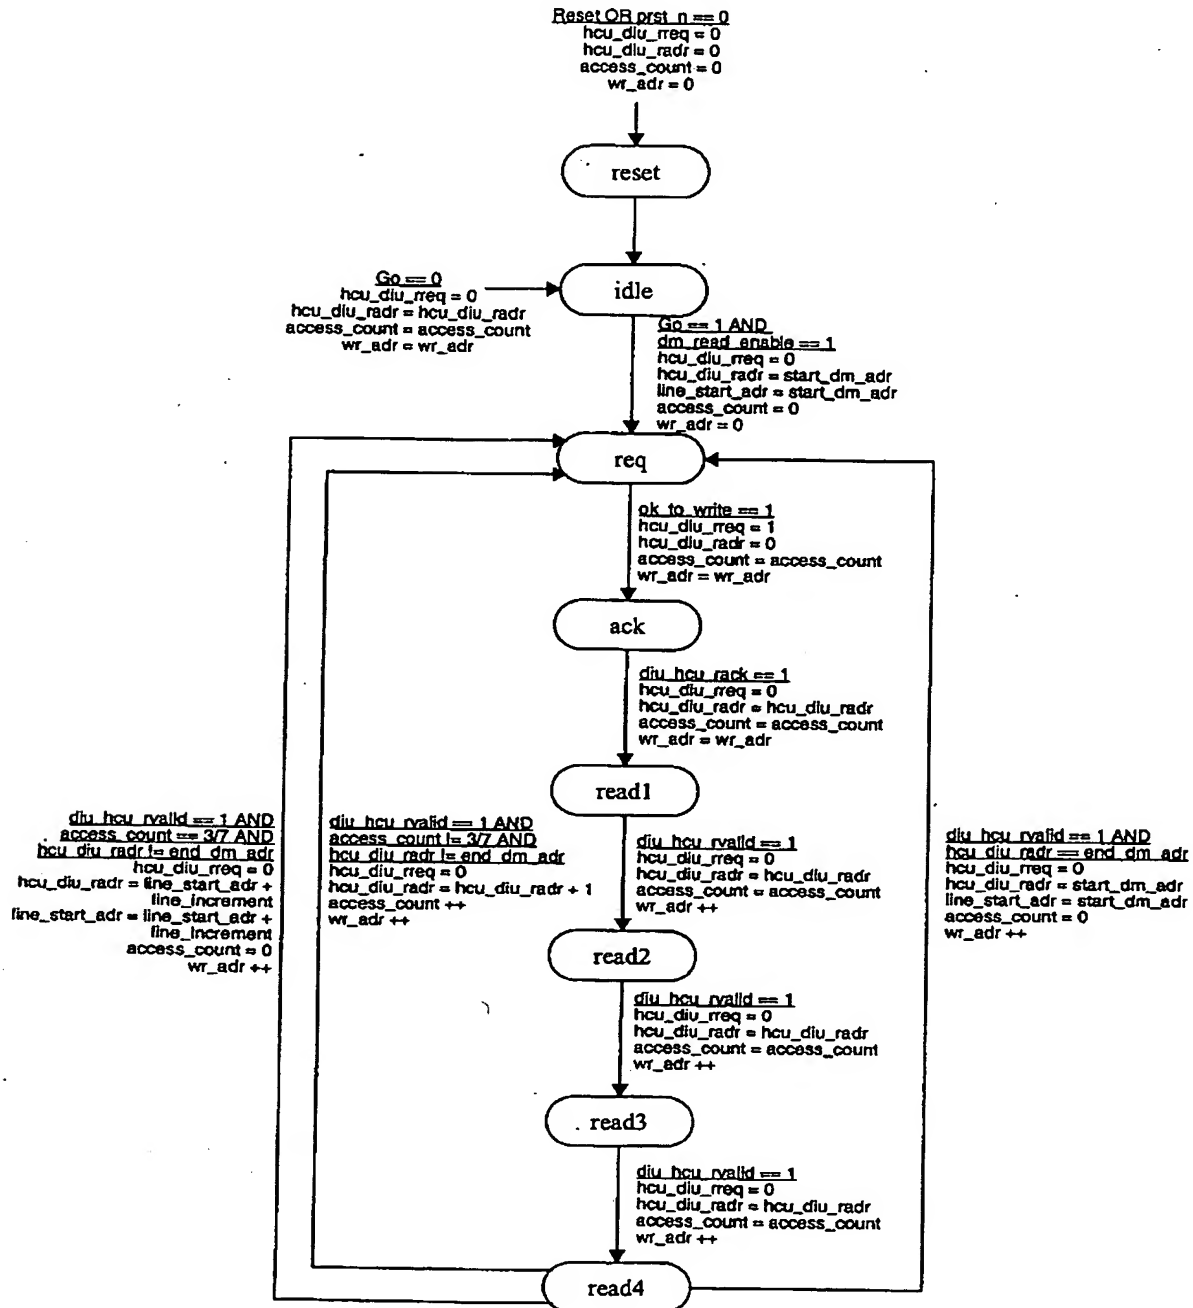 Reset OR prst_n == 0
hcu_diu_rreq = 0
hcu_diu_radr = 0
access_count = 0
wr_adr = 0
reset
Go == 0
hcu_diu_rreq = 0
hcu_diu_radr = hcu_diu_radr
access_count = access_count
wr_adr = wr_adr
idle
Go == 1 AND
dm_read_enable == 1
hcu_diu_rreq = 0
hcu_diu_radr = start_dm_adr
line_start_adr = start_dm_adr
access_count = 0
wr_adr = 0
req
ok_to_write == 1
hcu_diu_rreq = 1
hcu_diu_radr = 0
access_count = access_count
wr_adr = wr_adr
ack
diu_hcu_rack == 1
hcu_diu_rreq = 0
hcu_diu_radr = hcu_diu_radr
access_count = access_count
wr_adr = wr_adr
read1
diu_hcu_rvalid == 1 AND
access_count == 3/7 AND
hcu_diu_radr != end_dm_adr
hcu_diu_rreq = 0
hcu_diu_radr = line_start_adr +
line_increment
line_start_adr = line_start_adr +
line_increment
access_count = 0
wr_adr ++
diu_hcu_rvalid == 1 AND
access_count != 3/7 AND
hcu_diu_radr != end_dm_adr
hcu_diu_rreq = 0
hcu_diu_radr = hcu_diu_radr + 1
access_count ++
wr_adr ++
diu_hcu_rvalid == 1
hcu_diu_rreq = 0
hcu_diu_radr = hcu_diu_radr
access_count = access_count
wr_adr ++
diu_hcu_rvalid == 1 AND
hcu_diu_radr == end_dm_adr
hcu_diu_rreq = 0
hcu_diu_radr = start_dm_adr
line_start_adr = start_dm_adr
access_count = 0
wr_adr ++
read2
diu_hcu_rvalid == 1
hcu_diu_rreq = 0
hcu_diu_radr = hcu_diu_radr
access_count = access_count
wr_adr ++
read3
diu_hcu_rvalid == 1
hcu_diu_rreq = 0
hcu_diu_radr = hcu_diu_radr
access_count = access_count
wr_adr ++
read4